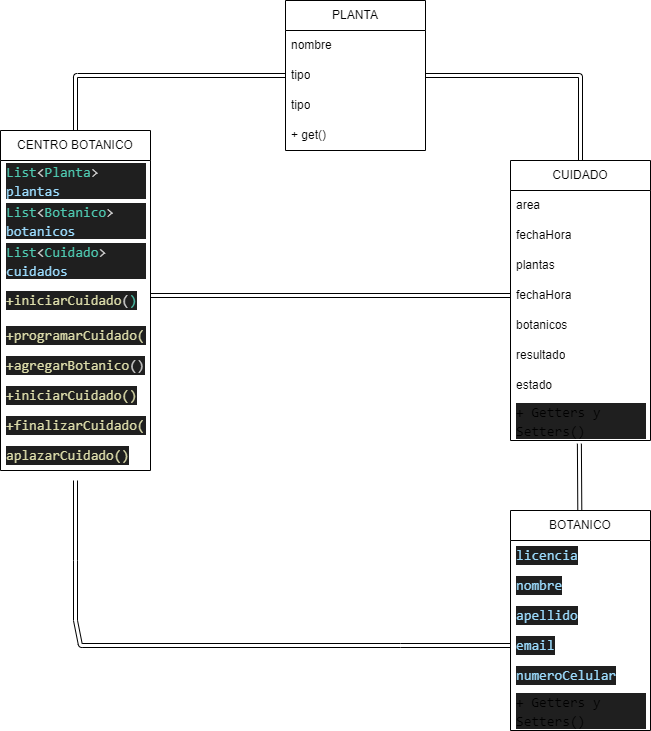 PLANTA
nombre
tipo
tipo
+ get()
CENTRO BOTANICO
List<Planta>
plantas
List<Botanico>
botanicos
List<Cuidado>
cuidados
+iniciarCuidado()
+programarCuidado(
+agregarBotanico()
+iniciarCuidado()
+finalizarCuidado(
aplazarCuidado()
CUIDADO
area
fechaHora
plantas
fechaHora
botanicos
resultado
estado
+ Getters y
Setters()
BOTANICO
licencia
nombre
apellido
email
numeroCelular
+ Getters y
Setters()